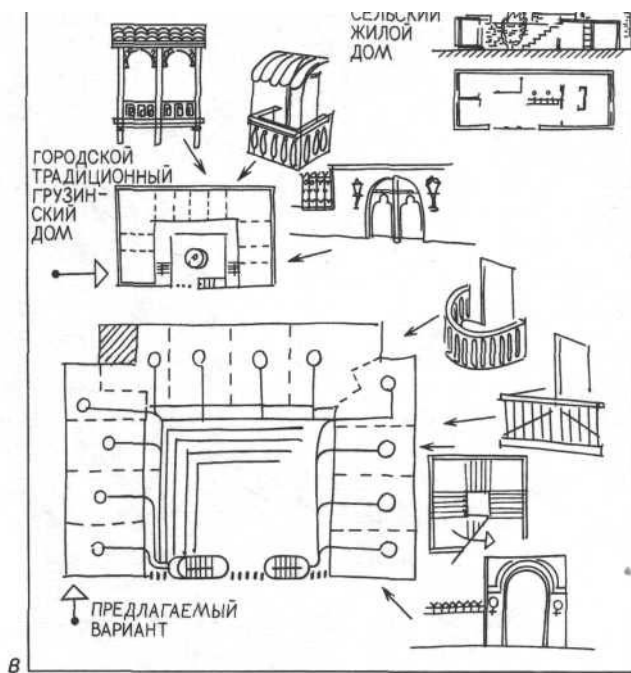 СЕЛЬСКИЙ
ЖИЛОЙ
ДОМ
ГОРОДСКОЙ
ТРАДИЦИОННЫЙ
ГРУЗИН-
СКИЙ
ДОМ
ПРЕДЛАГАЕМЫЙ
ВАРИАНТ
В